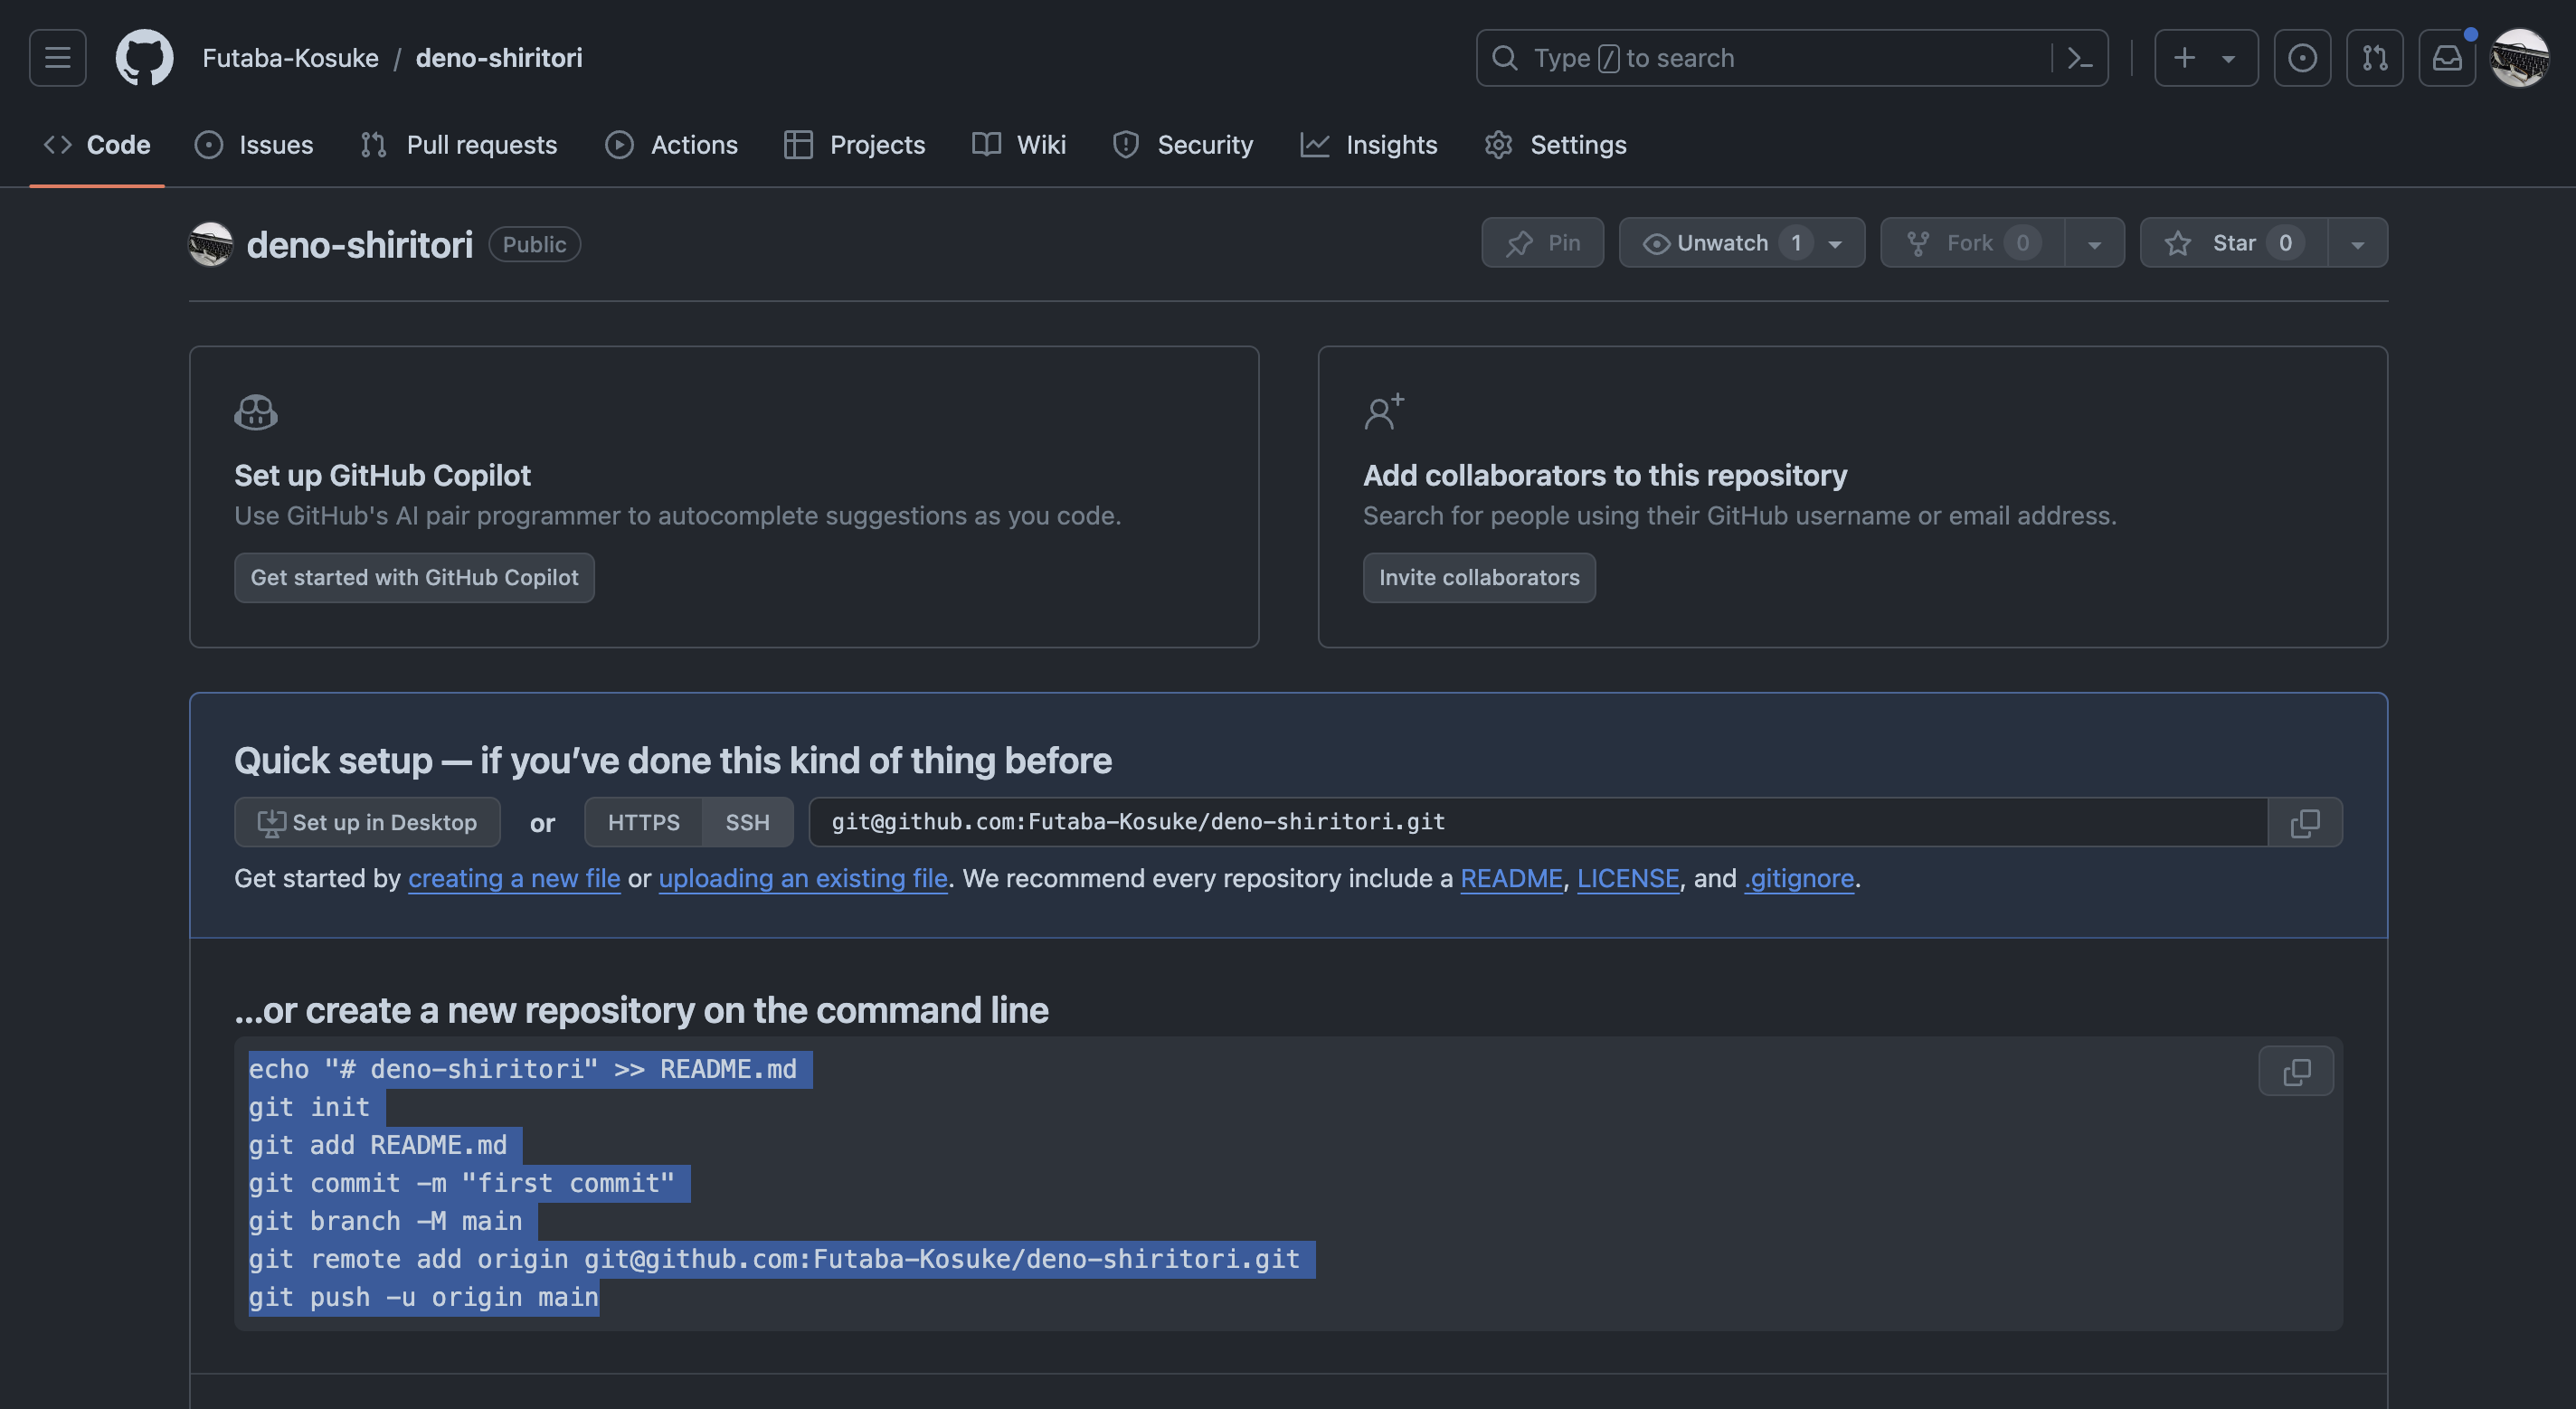 Futaba-Kosuke / deno-shiritori
Type / to search
Code Issues Pull requests Actions Projects Wiki Security Insights Settings
deno-shiritori Public
Pin Unwatch 1 Fork 0 Star 0
Set up GitHub Copilot
Use GitHub's AI pair programmer to autocomplete suggestions as you code.
Get started with GitHub Copilot
Add collaborators to this repository
Search for people using their GitHub username or email address.
Invite collaborators
Quick setup — if you’ve done this kind of thing before
Set up in Desktop or HTTPS SSH git@github.com:Futaba-Kosuke/deno-shiritori.git
Get started by creating a new file or uploading an existing file. We recommend every repository include a README, LICENSE, and .gitignore.
…or create a new repository on the command line
echo "# deno-shiritori" >> README.md
git init
git add README.md
git commit -m "first commit"
git branch -M main
git remote add origin git@github.com:Futaba-Kosuke/deno-shiritori.git
git push -u origin main